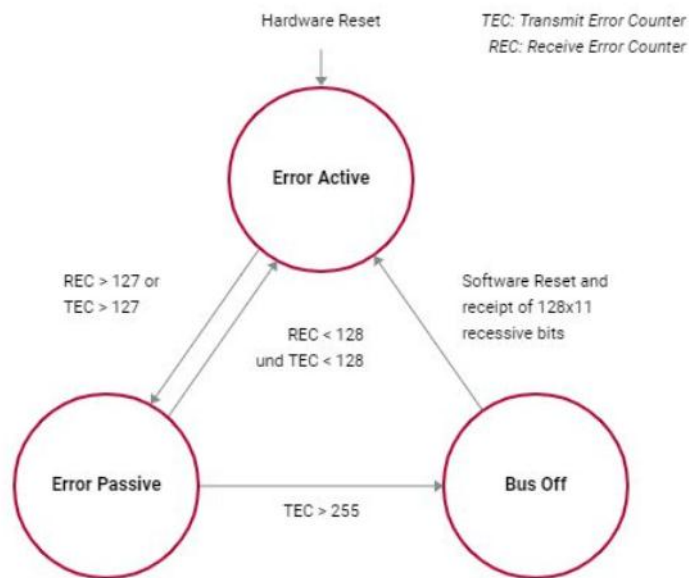 Hardware Reset
TEC: Transmit Error Counter
REC: Receive Error Counter
Error Active
REC > 127 or
TEC > 127
Software Reset and
receipt of 128x11
recessive bits
REC < 128
und TEC < 128
Error Passive
Bus Off
TEC > 255